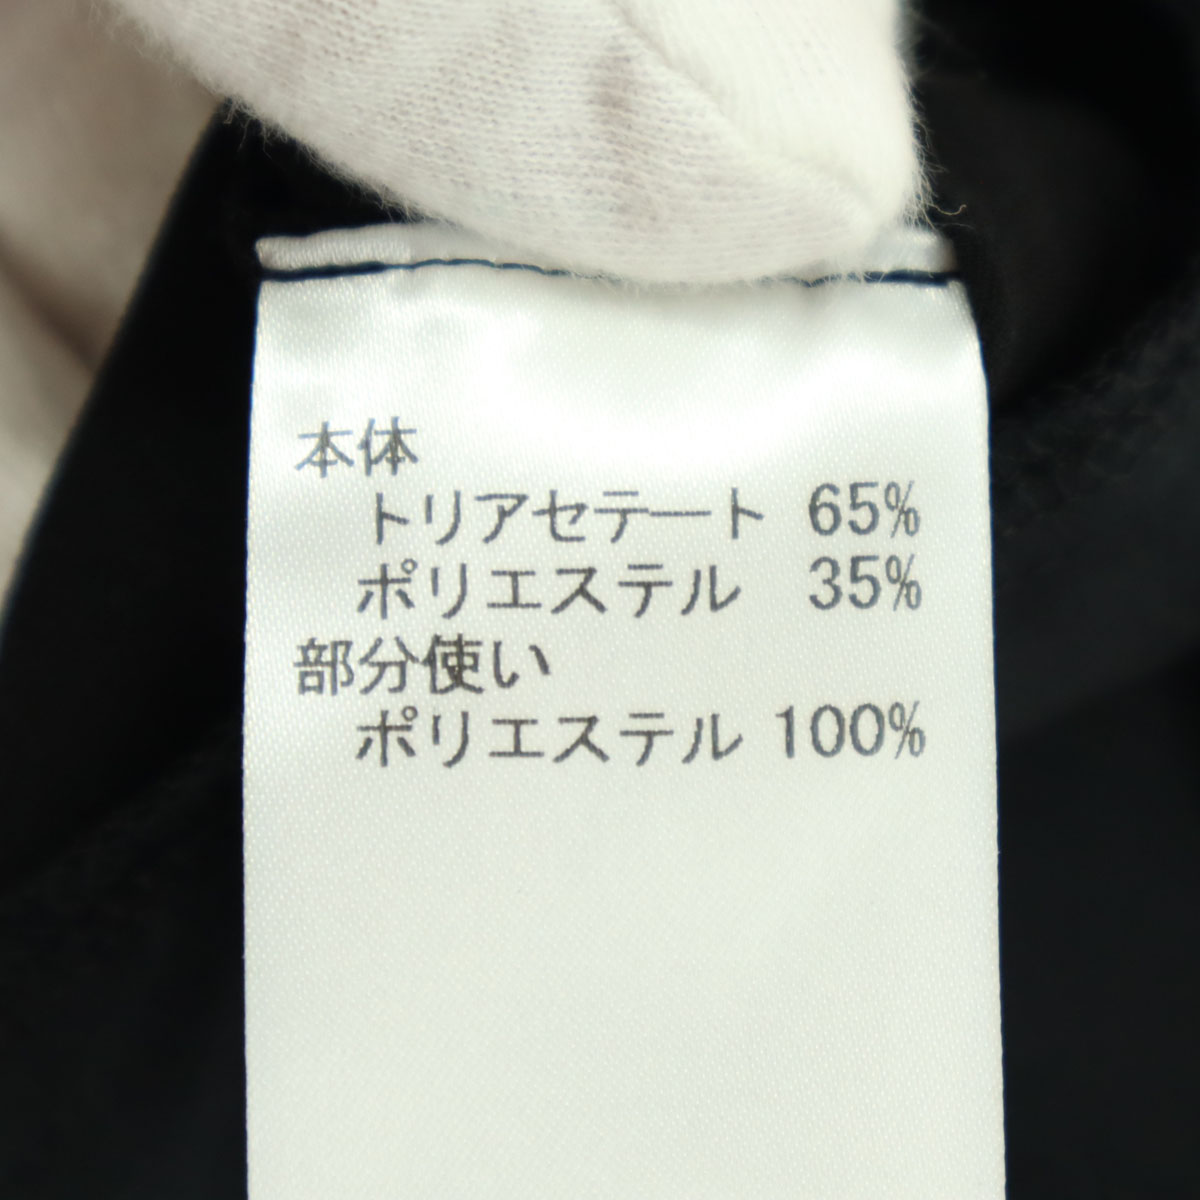 本体
トリアセテート 65%
ポリエステル 35%
部分使い
ポリエステル 100%